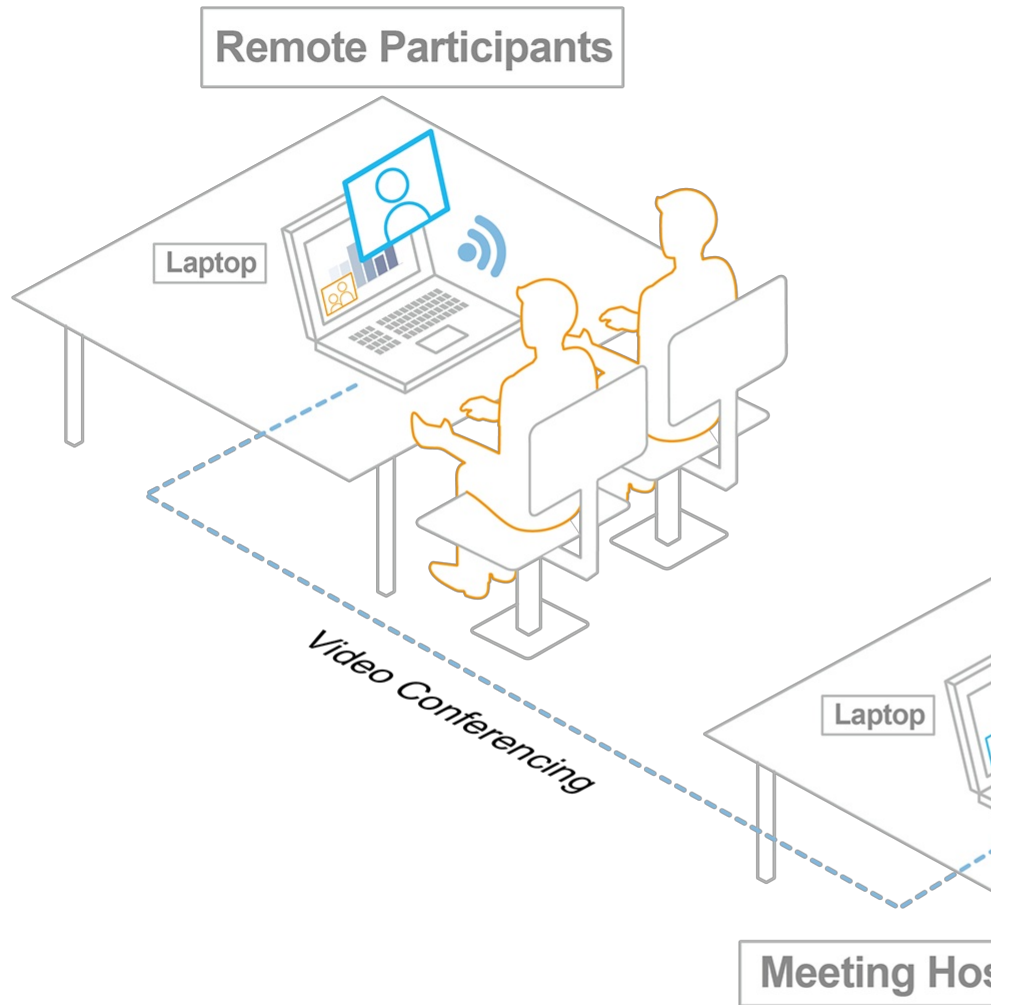 Remote Participants
Laptop
Video Conferencing
Laptop
Meeting